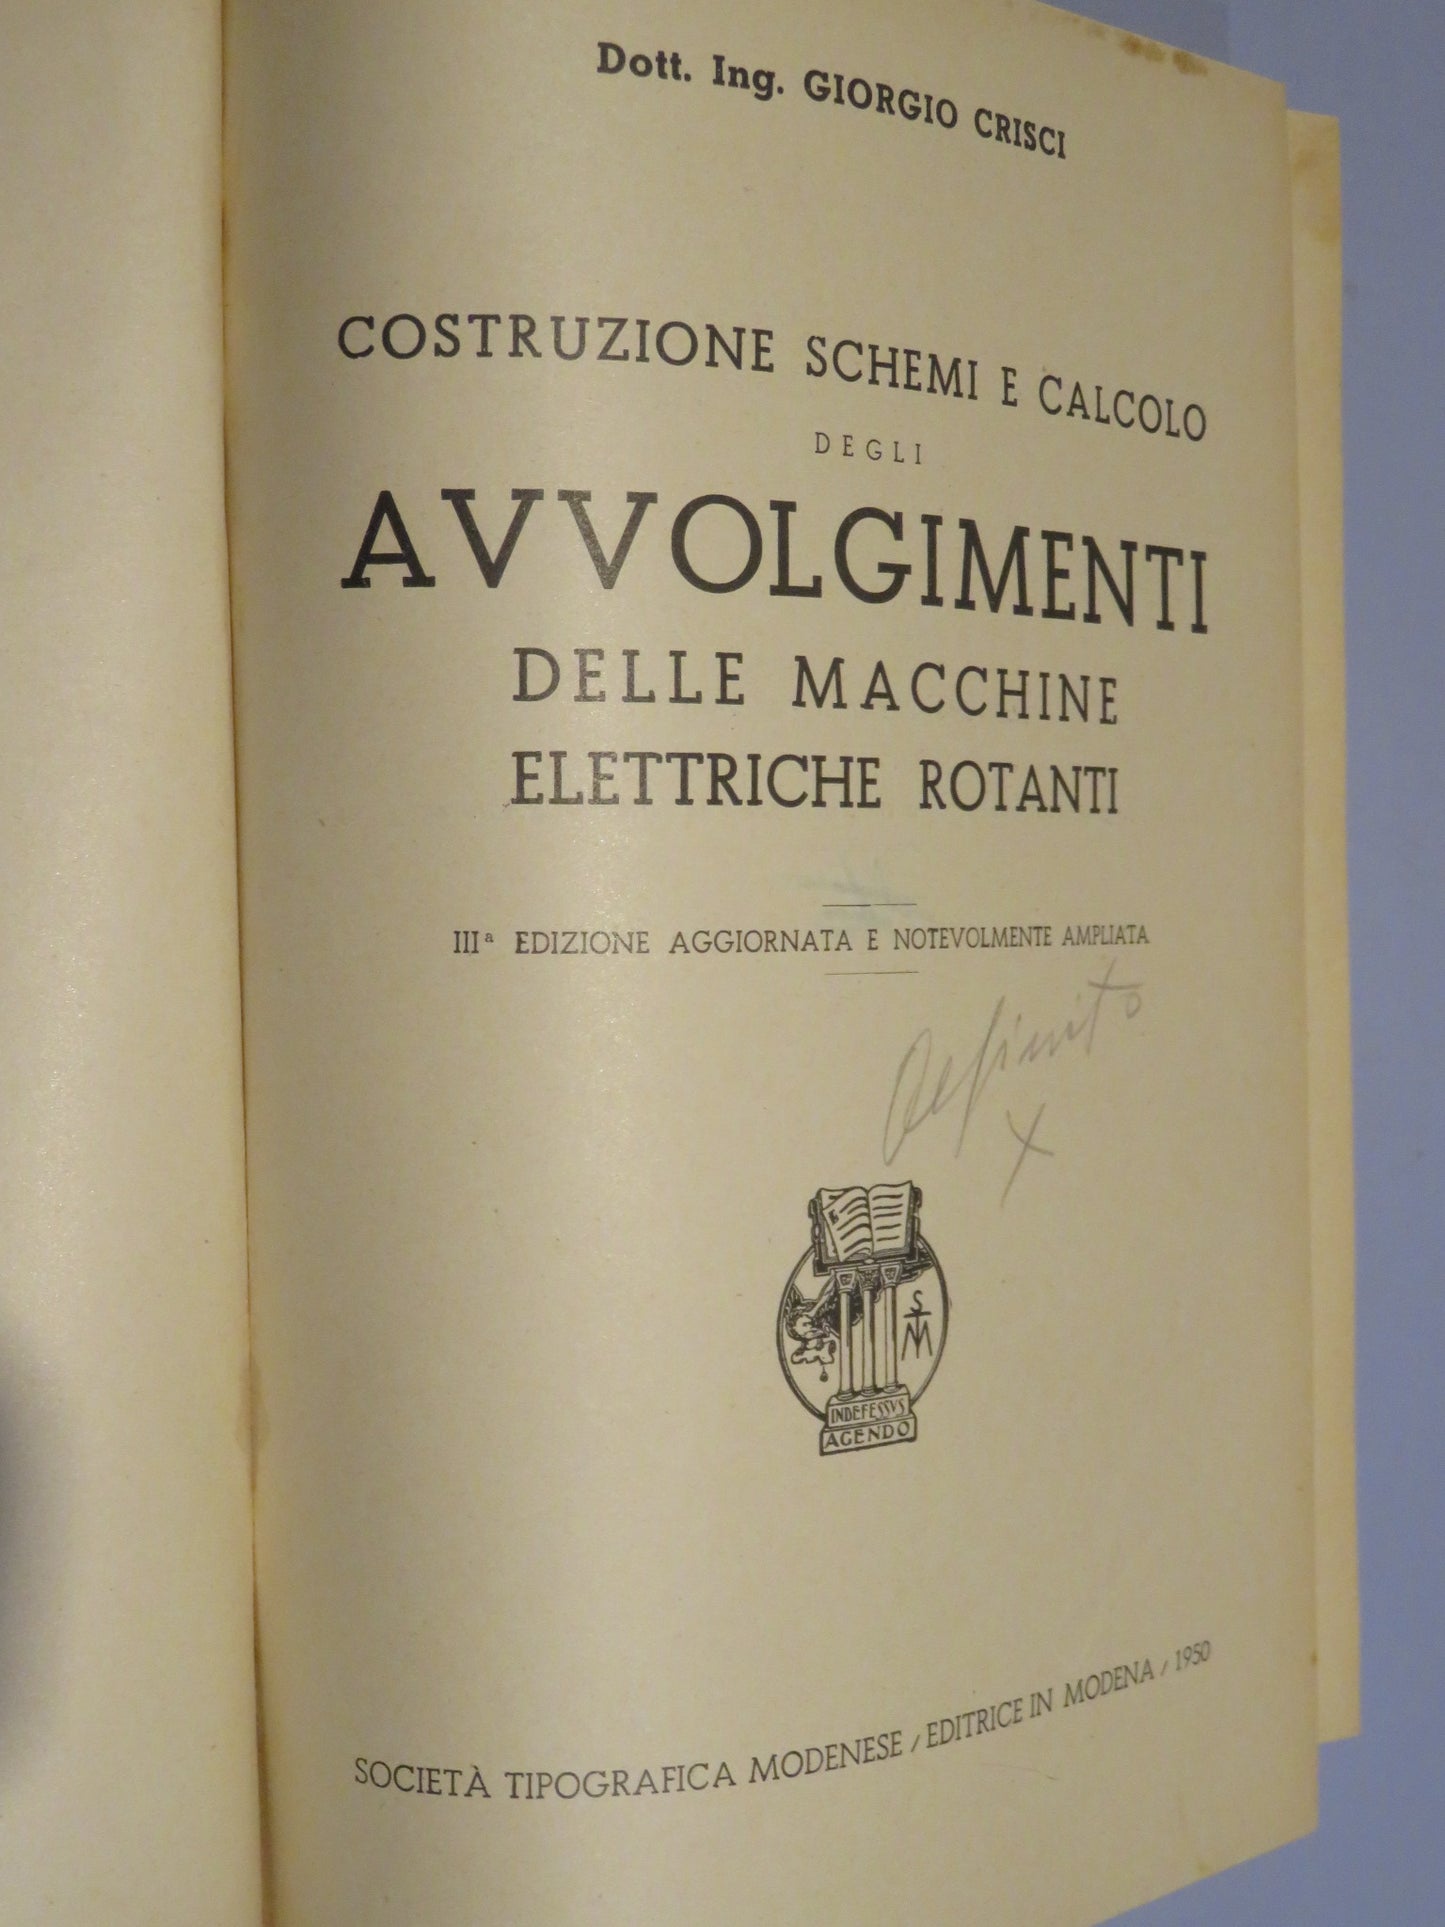 Dott. Ing. GIORGIO CRISCI
COSTRUZIONE SCHEMI E CALCOLO
DEGLI
AVVOLGIMENTI
DELLE MACCHINE
ELETTRICHE ROTANTI
IIIª EDIZIONE AGGIORNATA E NOTEVOLMENTE AMPLIATA
X
STM
INDEFESSVS
AGENDO
SOCIETÀ TIPOGRAFICA MODENESE / EDITRICE IN MODENA / 1950